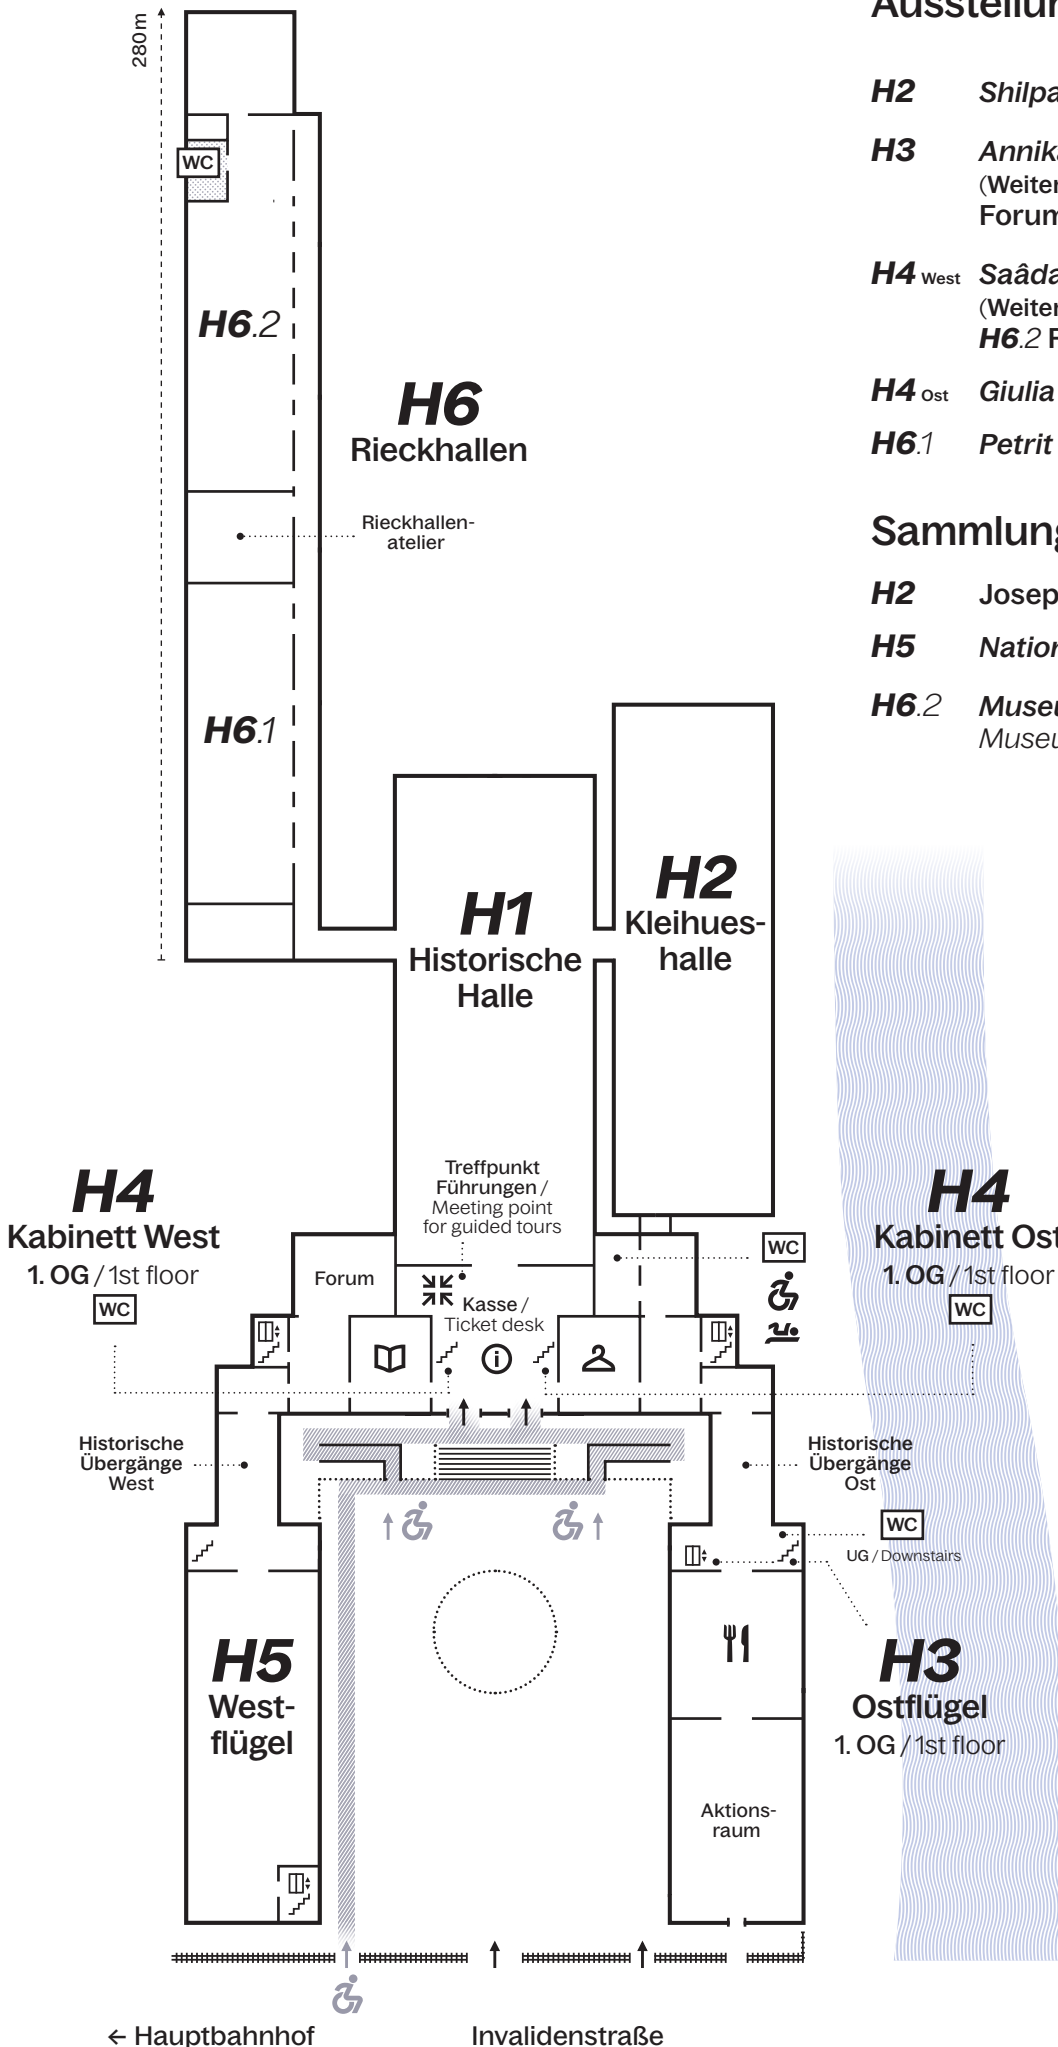 280m
WC
H6.2
H6
Rieckhallen
Rieckhallen-
atelier
H6.1
H1
Historische
Halle
H2
Kleihues-
halle
H4
Kabinett West
1. OG / 1st floor
WC
Treffpunkt
Führungen /
Meeting point
for guided tours
Forum
Kasse /
Ticket desk
WC
H4
Kabinett Ost
1. OG / 1st floor
WC
Historische
Übergänge
West
Historische
Übergänge
Ost
WC
UG / Downstairs
H5
West-
flügel
H3
Ostflügel
1. OG / 1st floor
Aktions-
raum
← Hauptbahnhof
Invalidenstraße
H2 Shilpa
H3
(Weiter
Forum
H4 West Saâda
(Weiter
H6.2
H4 Ost Giulia
H6.1 Petrit
Sammlung
H2 Josep
H5 Nation
H6.2 Museu
Museu